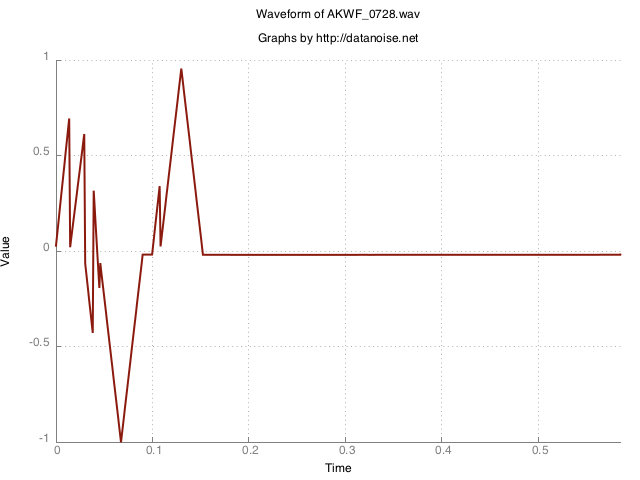 Waveform of AKWF_0728.wav
Graphs by http://datanoise.net
1
0.5
0
-0.5
-1
Value
0 0.1 0.2 0.3 0.4 0.5
Time